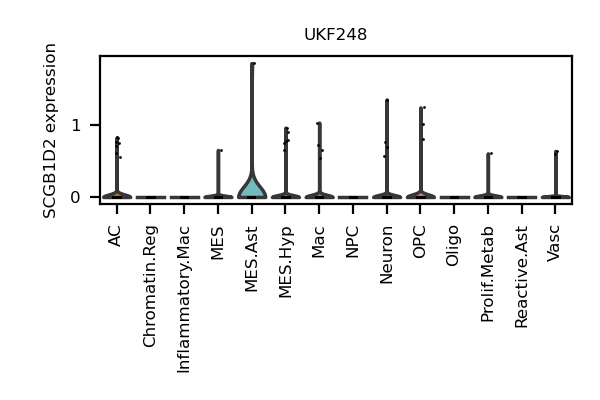 UKF248
SCGB1D2 expression
1
0
AC
Chromatin.Reg
Inflammatory.Mac
MES
MES.Ast
MES.Hyp
Mac
NPC
Neuron
OPC
Oligo
Prolif.Metab
Reactive.Ast
Vasc